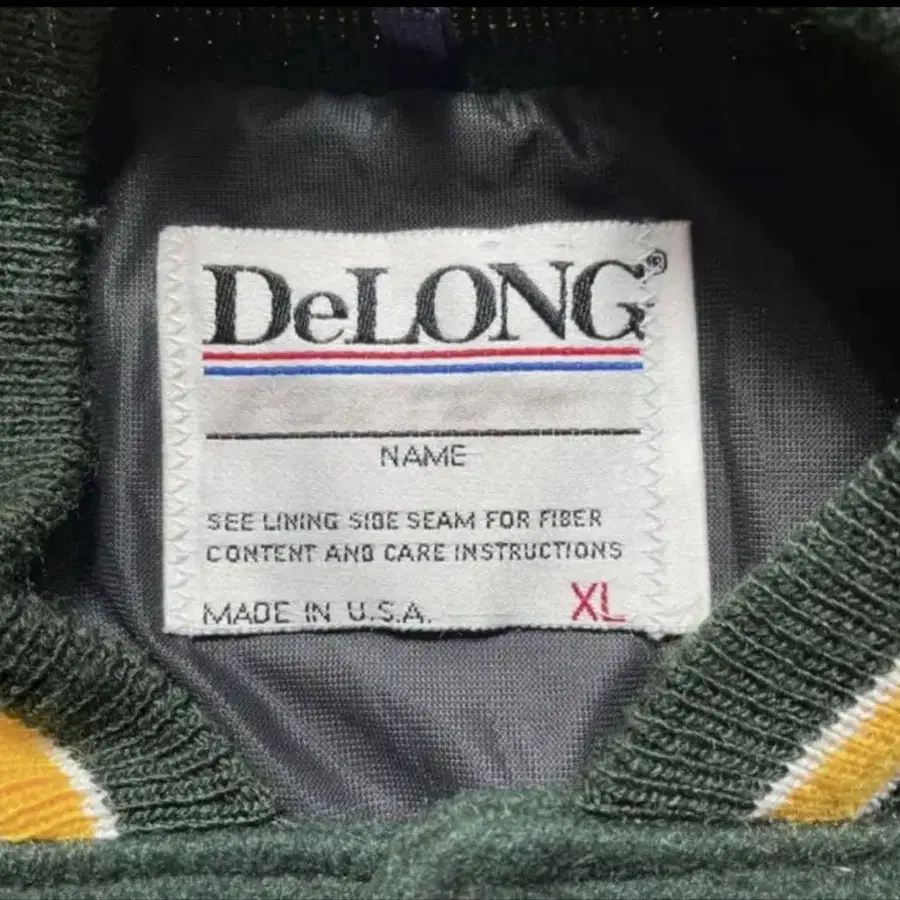 DeLONG®
NAME
SEE LINING SIDE SEAM FOR FIBER
CONTENT AND CARE INSTRUCTIONS
MADE IN U.S.A. XL